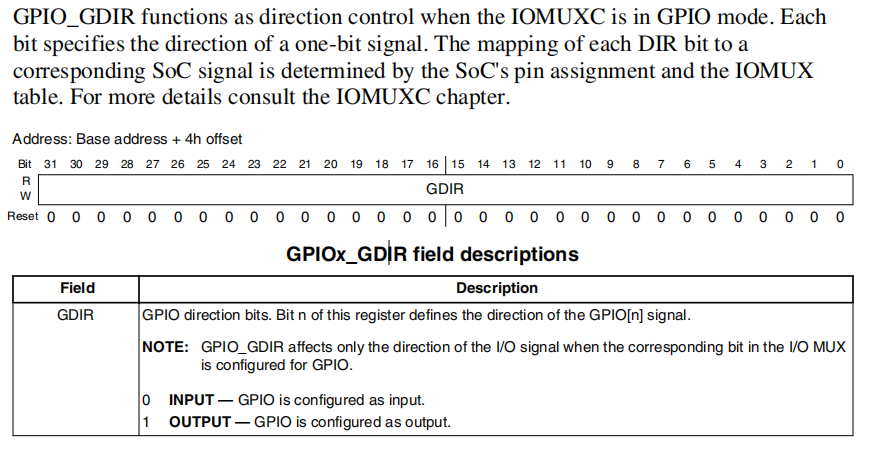 GPIO_GDIR functions as direction control when the IOMUXC is in GPIO mode. Each
bit specifies the direction of a one-bit signal. The mapping of each DIR bit to a
corresponding SoC signal is determined by the SoC's pin assignment and the IOMUX
table. For more details consult the IOMUXC chapter.
Address: Base address + 4h offset
Bit 31 30 29 28 27 26 25 24 23 22 21 20 19 18 17 16 15 14 13 12 11 10 9 8 7 6 5 4 3 2 1 0
R
GDIR
W
Reset 0 0 0 0 0 0 0 0 0 0 0 0 0 0 0 0 0 0 0 0 0 0 0 0 0 0 0 0 0 0 0 0
GPIOx_GDIR field descriptions
Field Description
GDIR GPIO direction bits. Bit n of this register defines the direction of the GPIO[n] signal.
NOTE: GPIO_GDIR affects only the direction of the I/O signal when the corresponding bit in the I/O MUX
is configured for GPIO.
0 INPUT — GPIO is configured as input.
1 OUTPUT — GPIO is configured as output.